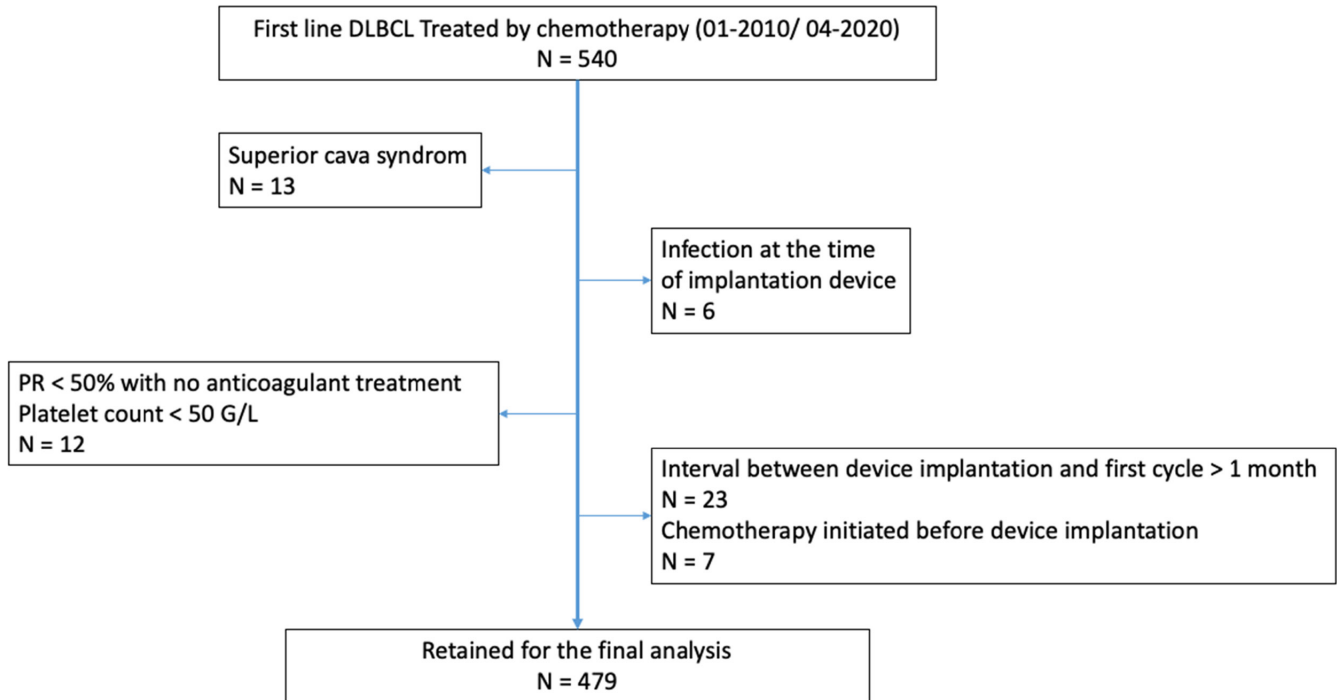 First line DLBCL Treated by chemotherapy (01-2010/ 04-2020)
N = 540
Superior cava syndrom
N = 13
Infection at the time
of implantation device
N = 6
PR < 50% with no anticoagulant treatment
Platelet count < 50 G/L
N = 12
Interval between device implantation and first cycle > 1 month
N = 23
Chemotherapy initiated before device implantation
N = 7
Retained for the final analysis
N = 479